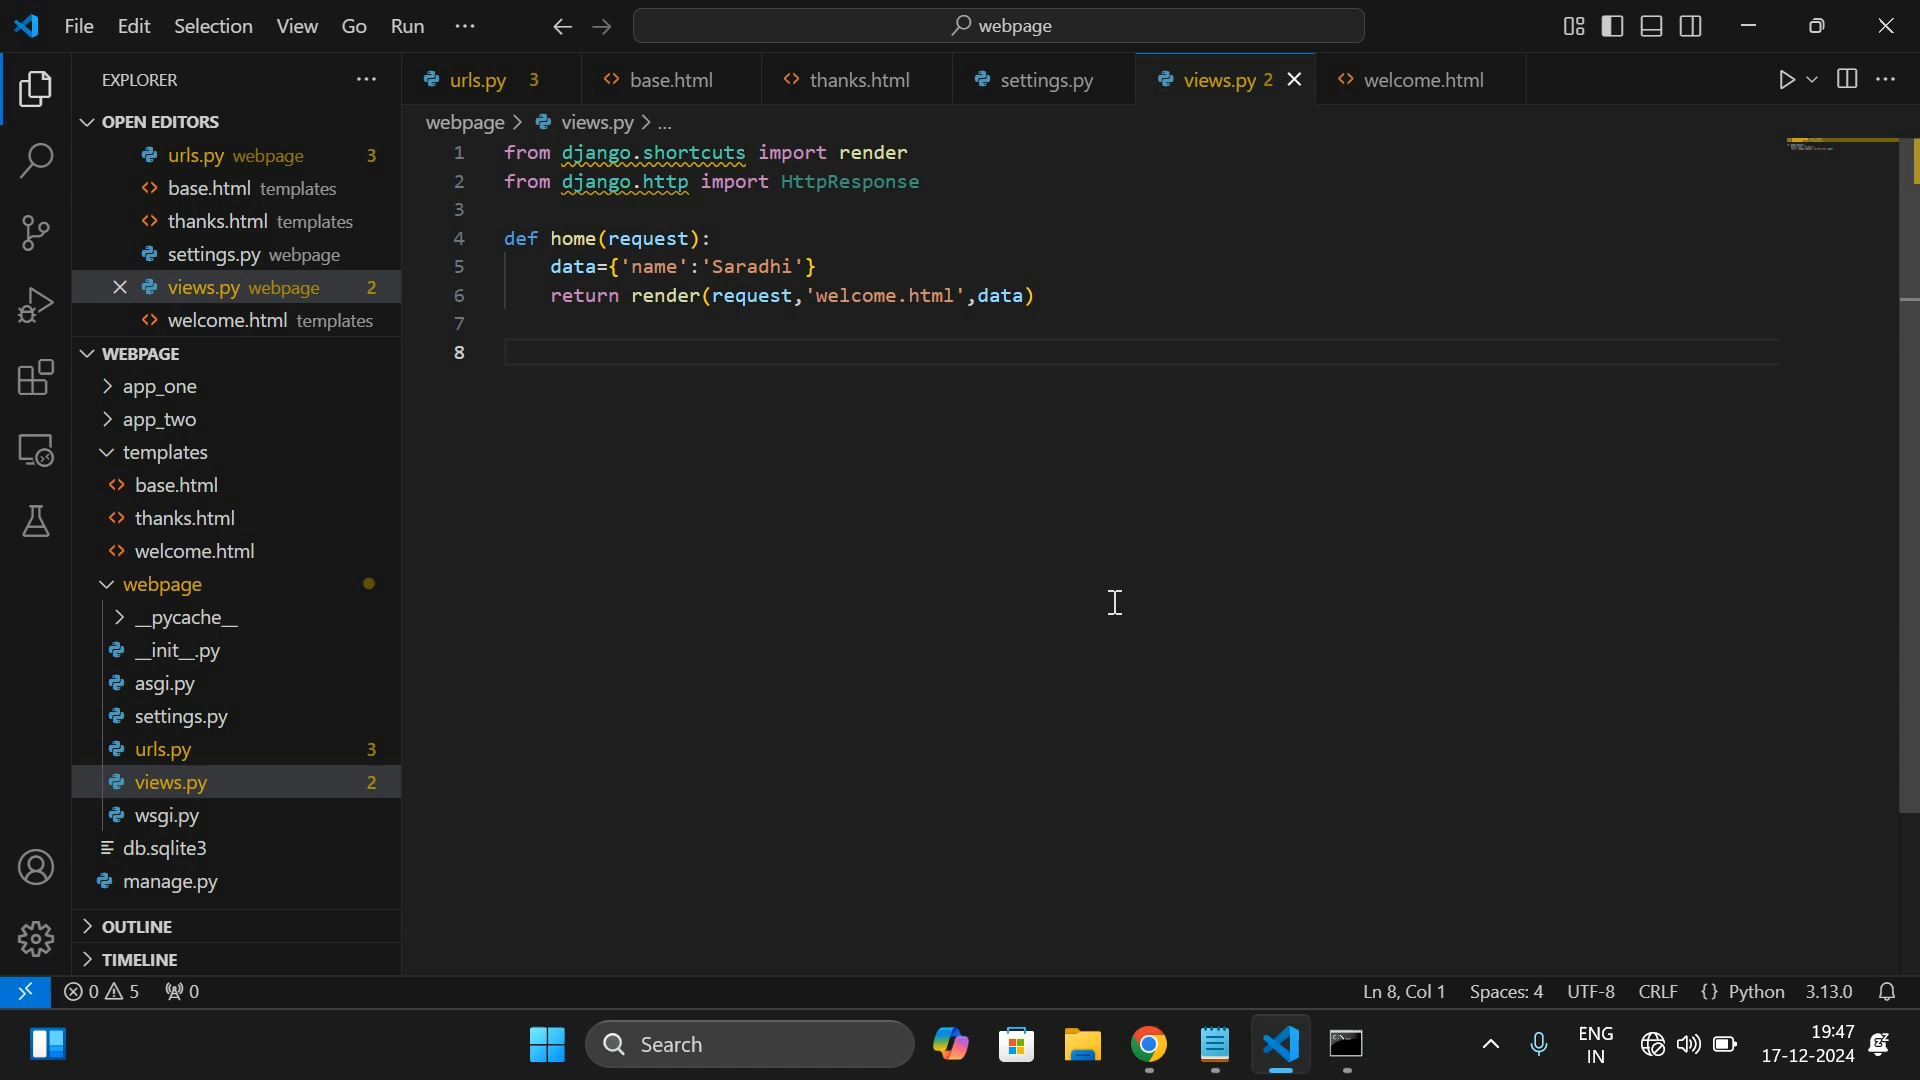 File Edit Selection View Go Run ···
webpage
EXPLORER ···
OPEN EDITORS
urls.py webpage 3
base.html templates
thanks.html templates
settings.py webpage
views.py webpage 2
welcome.html templates
WEBPAGE
app_one
app_two
templates
base.html
thanks.html
welcome.html
webpage
__pycache__
__init__.py
asgi.py
settings.py
urls.py 3
views.py 2
wsgi.py
db.sqlite3
manage.py
OUTLINE
TIMELINE
urls.py 3 base.html thanks.html settings.py views.py 2 welcome.html
webpage > views.py > ...
1 from django.shortcuts import render
2 from django.http import HttpResponse
3
4 def home(request):
5 data={'name':'Saradhi'}
6 return render(request,'welcome.html',data)
7
8
0 5 0
Ln 8, Col 1 Spaces: 4 UTF-8 CRLF {} Python 3.13.0
Search
ENG
IN
19:47
17-12-2024